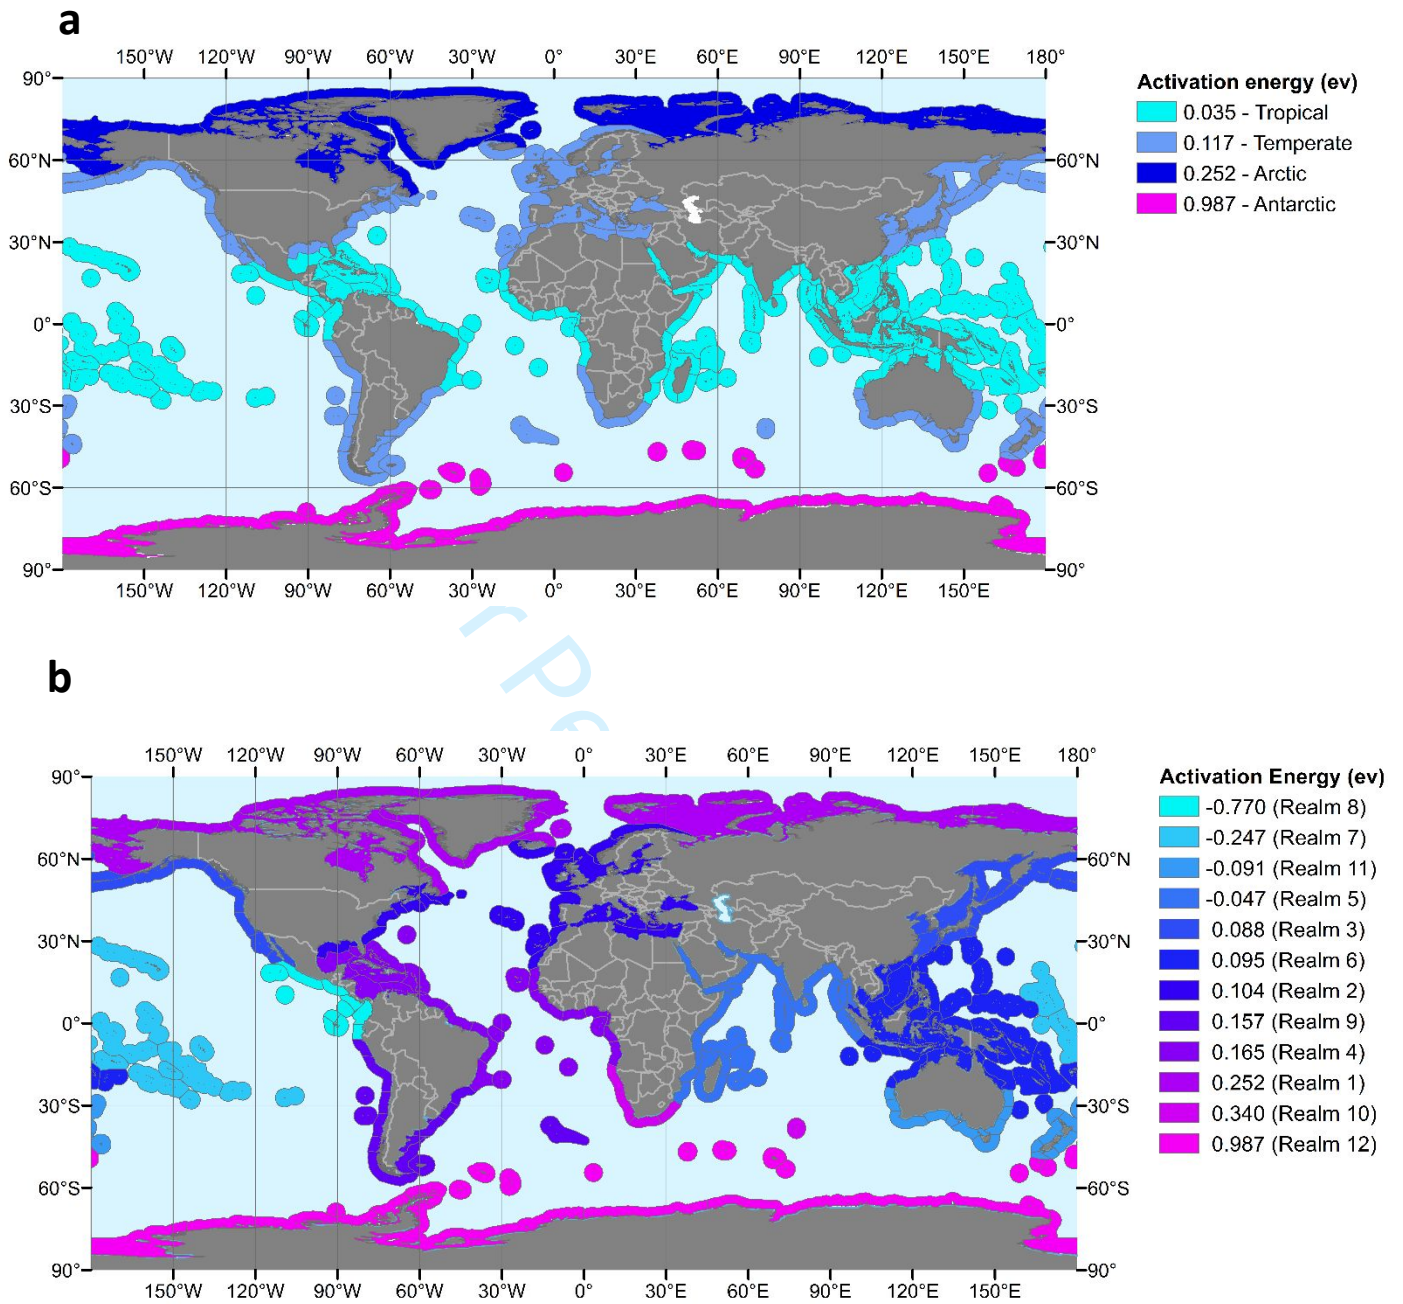 a
150°W 120°W 90°W 60°W 30°W 0° 30°E 60°E 90°E 120°E 150°E 180°
90°
60°N
30°N
0°
30°S
60°S
90°
60°N
30°N
0°
30°S
60°S
90°
150°W 120°W 90°W 60°W 30°W 0° 30°E 60°E 90°E 120°E 150°E
Activation energy (ev)
0.035 - Tropical
0.117 - Temperate
0.252 - Arctic
0.987 - Antarctic
r Pe
b
150°W 120°W 90°W 60°W 30°W 0° 30°E 60°E 90°E 120°E 150°E 180°
90°
60°N
30°N
0°
30°S
60°S
90°
60°N
30°N
0°
30°S
60°S
90°
150°W 120°W 90°W 60°W 30°W 0° 30°E 60°E 90°E 120°E 150°E
Activation Energy (ev)
-0.770 (Realm 8)
-0.247 (Realm 7)
-0.091 (Realm 11)
-0.047 (Realm 5)
0.088 (Realm 3)
0.095 (Realm 6)
0.104 (Realm 2)
0.157 (Realm 9)
0.165 (Realm 4)
0.252 (Realm 1)
0.340 (Realm 10)
0.987 (Realm 12)